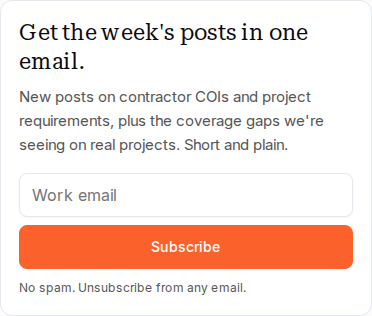 Get the week's posts in one
email.
New posts on contractor COIs and project
requirements, plus the coverage gaps we're
seeing on real projects. Short and plain.
Work email
Subscribe
No spam. Unsubscribe from any email.